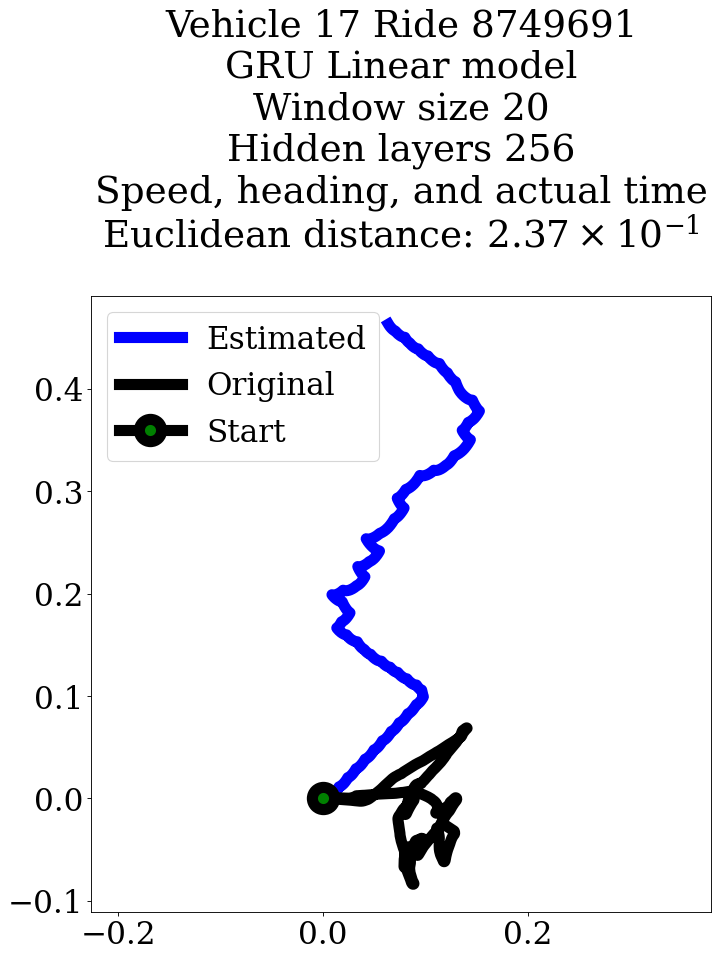 Vehicle 17 Ride 8749691
GRU Linear model
Window size 20
Hidden layers 256
Speed, heading, and actual time
Euclidean distance: 2.37 × 10⁻¹
Estimated
Original
Start
0.4
0.3
0.2
0.1
0.0
−0.1
−0.2 0.0 0.2